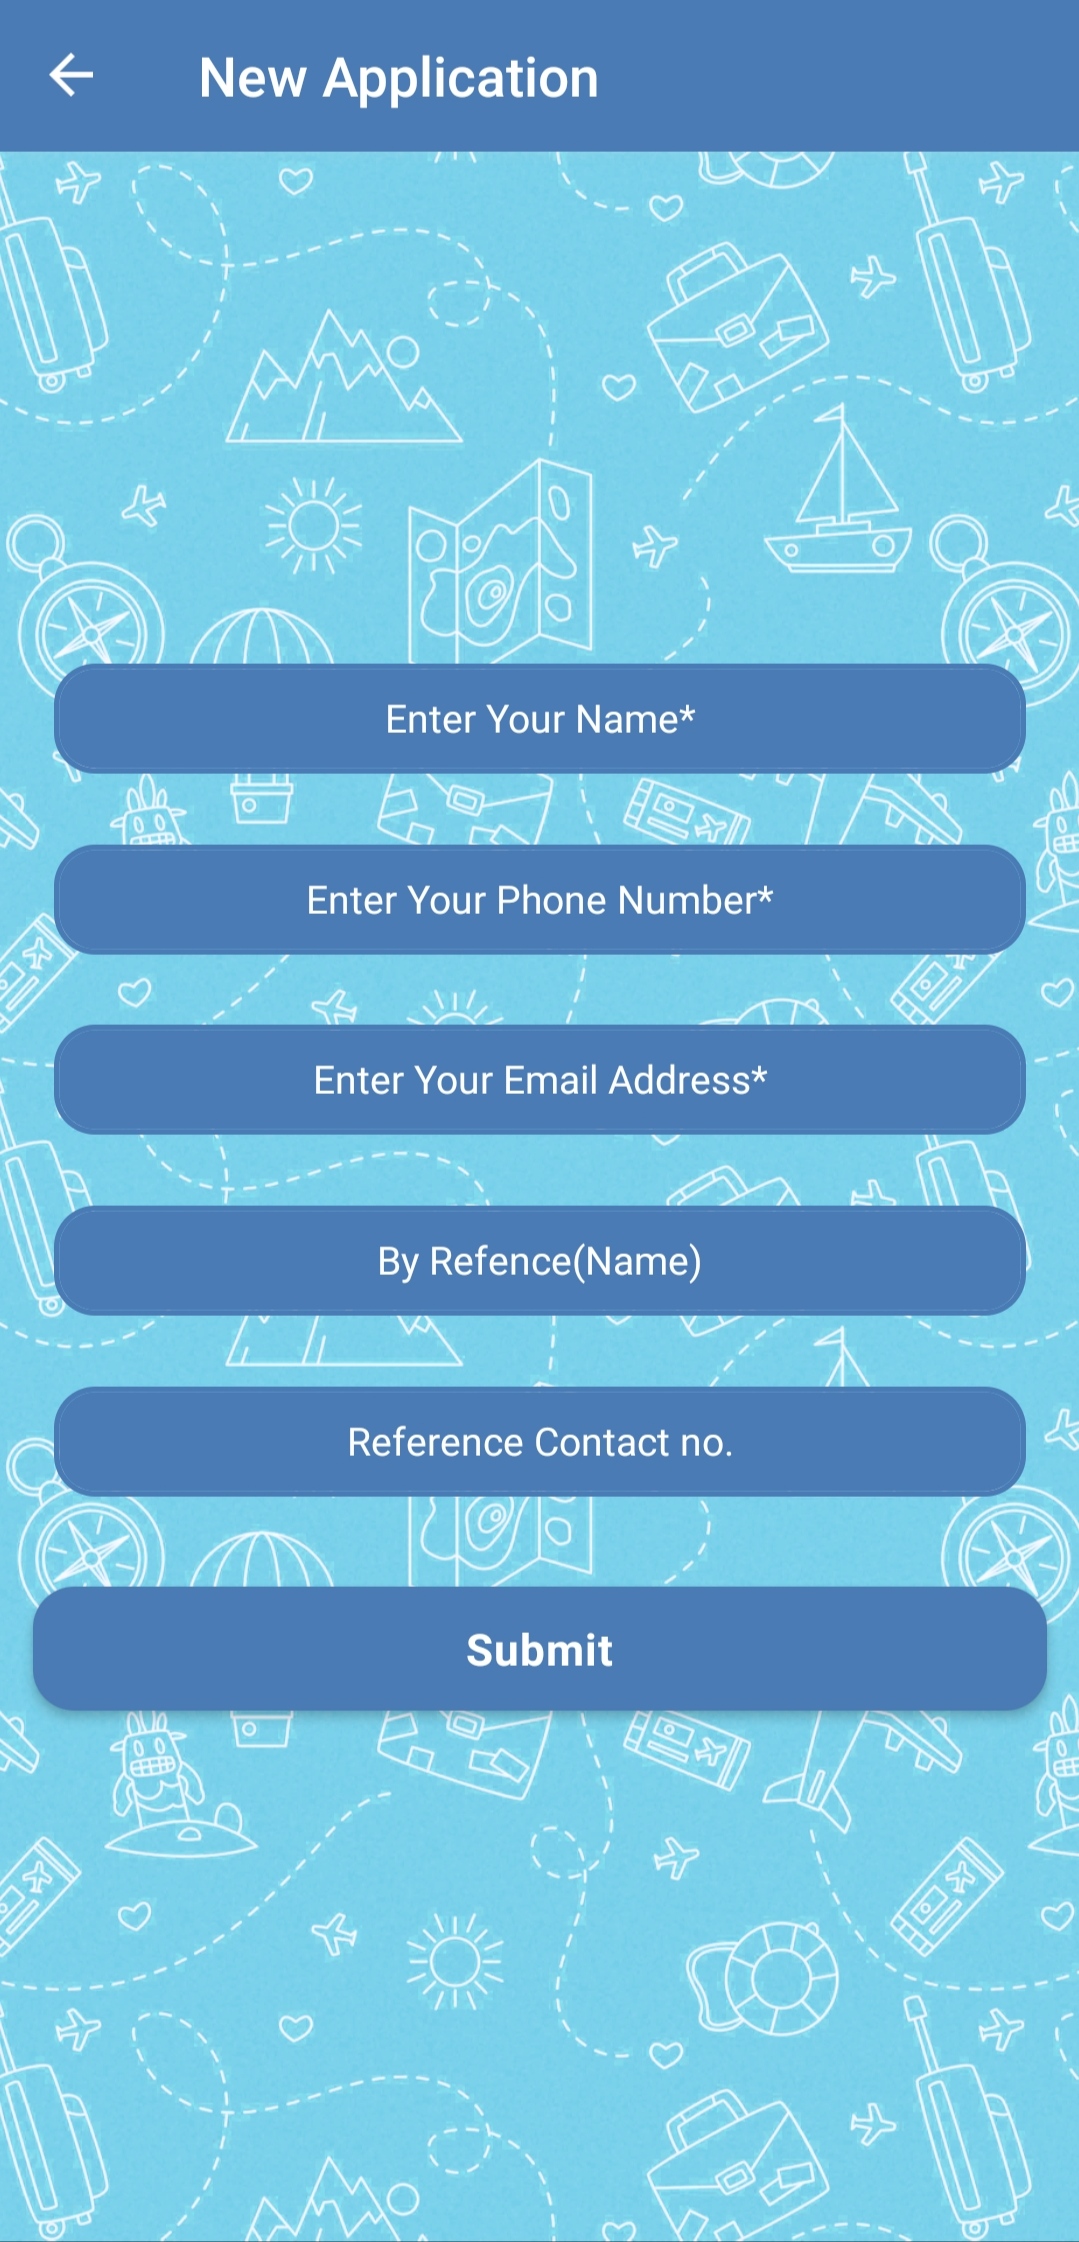 New Application
Enter Your Name*
Enter Your Phone Number*
Enter Your Email Address*
By Refence(Name)
Reference Contact no.
Submit